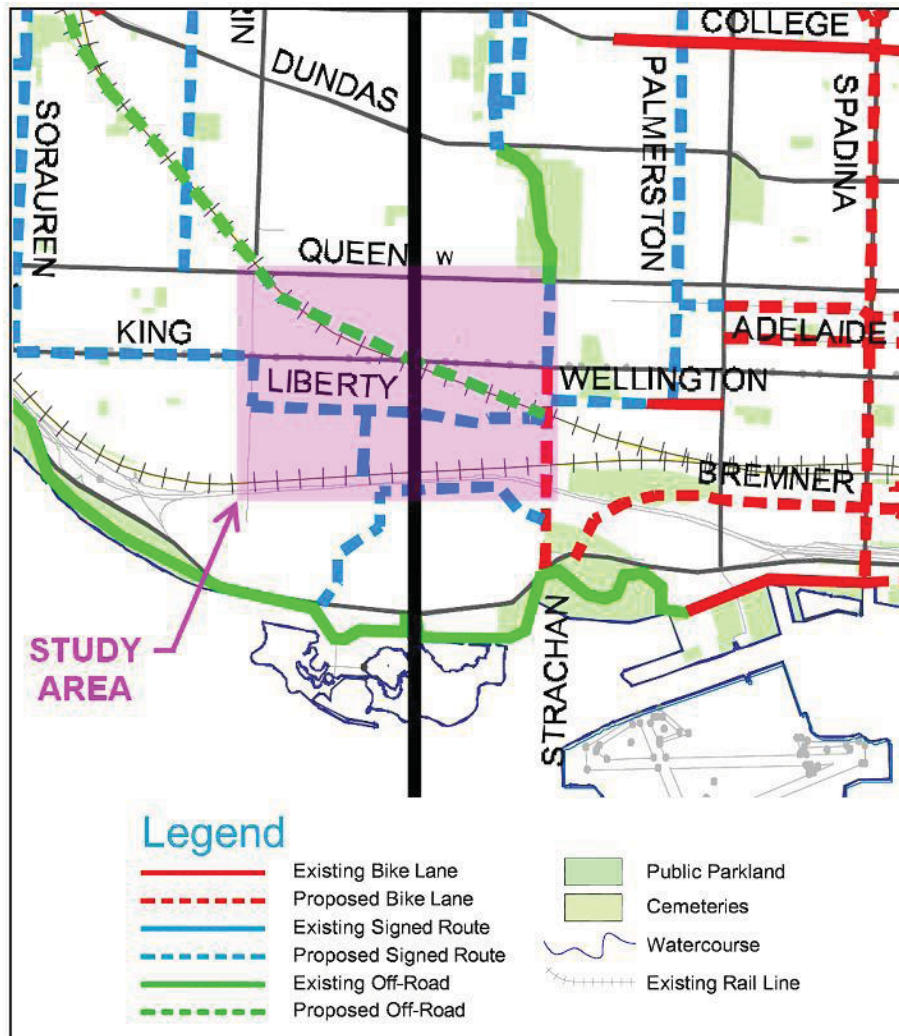 COLLEGE
RIN
DUNDAS
SORAUREN
PALMERSTON
SPADINA
QUEEN W
KING
ADELAIDE
LIBERTY
WELLINGTON
BREMNER
STUDY
AREA
STRACHAN
Legend
Existing Bike Lane
Proposed Bike Lane
Existing Signed Route
Proposed Signed Route
Existing Off-Road
Proposed Off-Road
Public Parkland
Cemeteries
Watercourse
Existing Rail Line